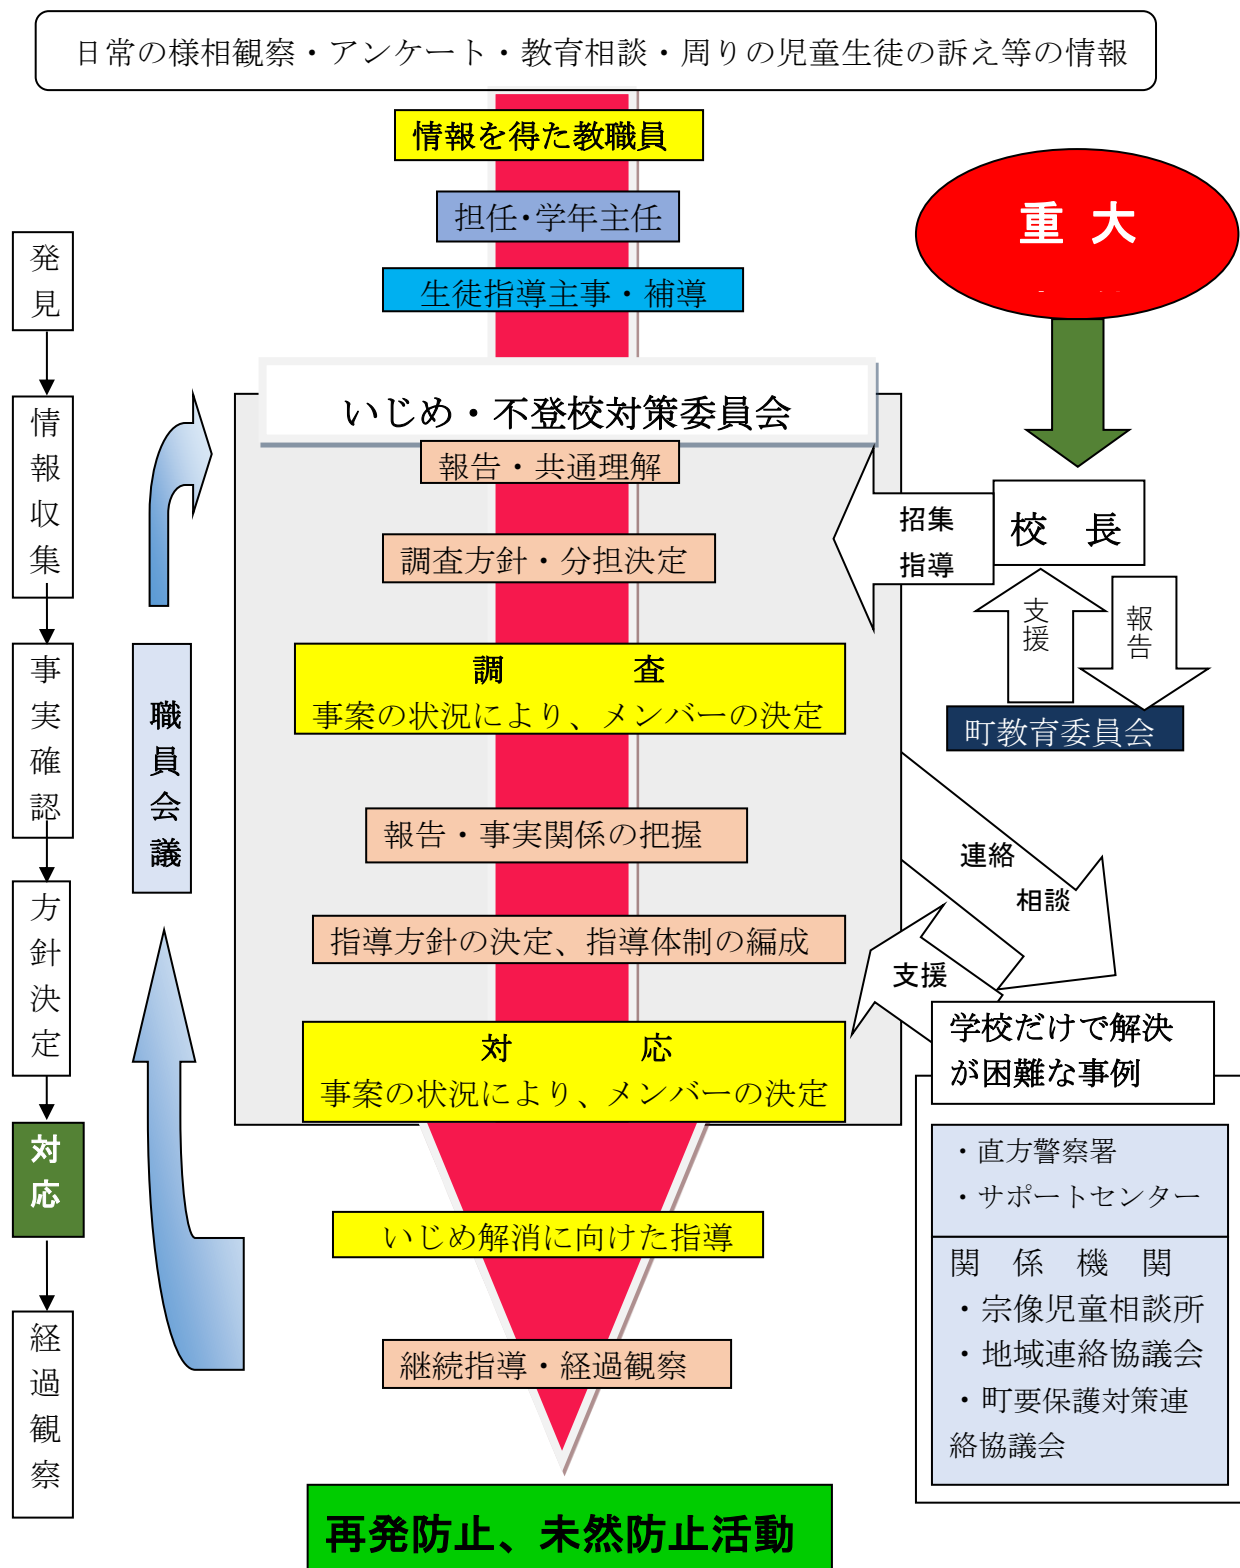 日常の様相観察・アンケート・教育相談・周りの児童生徒の訴え等の情報
情報を得た教職員
担任・学年主任
生徒指導主事・補導
重 大
発見
情報収集
事実確認
方針決定
対応
経過観察
職員会議
いじめ・不登校対策委員会
報告・共通理解
調査方針・分担決定
調 査
事案の状況により、メンバーの決定
報告・事実関係の把握
指導方針の決定、指導体制の編成
対 応
事案の状況により、メンバーの決定
いじめ解消に向けた指導
継続指導・経過観察
再発防止、未然防止活動
招集
指導
校 長
支援
報告
町教育委員会
連絡
相談
支援
学校だけで解決
が困難な事例
・直方警察署
・サポートセンター
関 係 機 関
・宗像児童相談所
・地域連絡協議会
・町要保護対策連
絡協議会